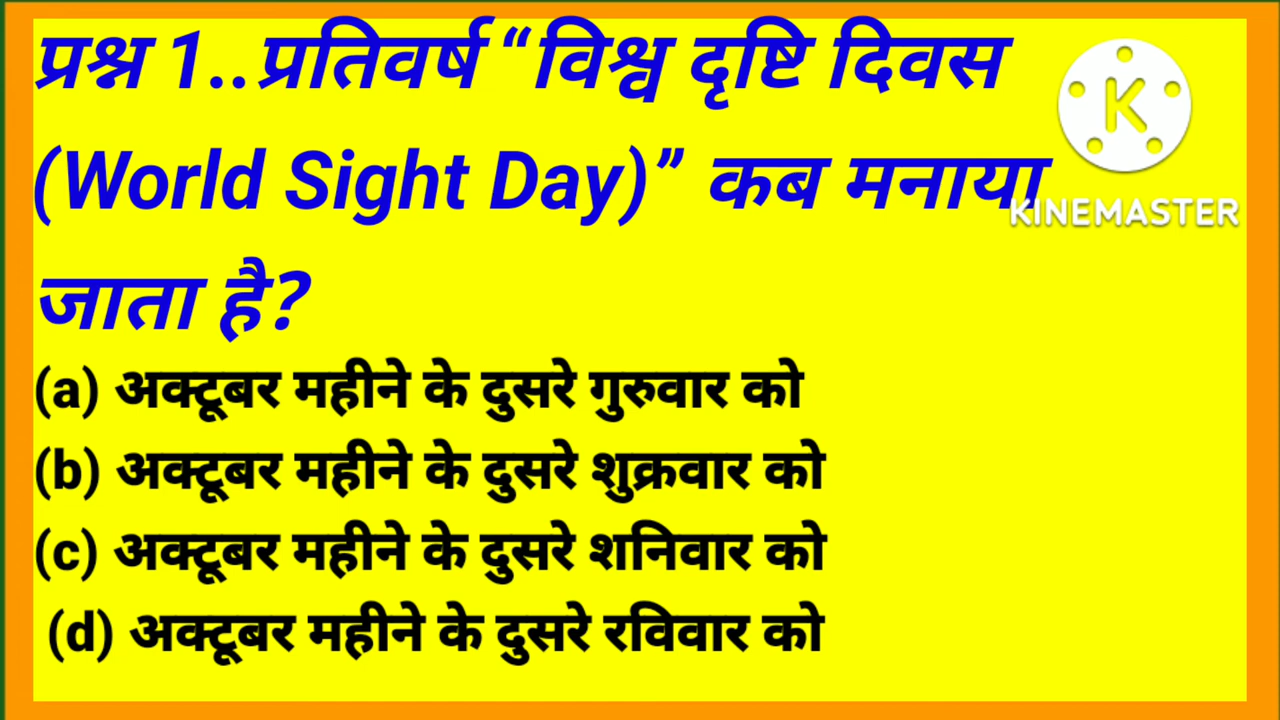 प्रश्न 1..प्रतिवर्ष “विश्व दृष्टि दिवस
(World Sight Day)” कब मनाया
जाता है?
(a) अक्टूबर महीने के दुसरे गुरुवार को
(b) अक्टूबर महीने के दुसरे शुक्रवार को
(c) अक्टूबर महीने के दुसरे शनिवार को
(d) अक्टूबर महीने के दुसरे रविवार को
K
KINEMASTER